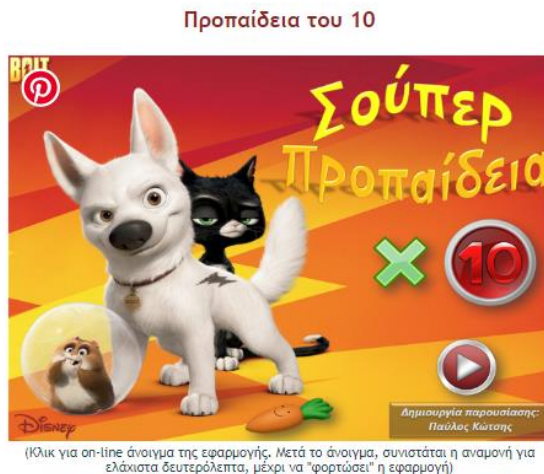 Προπαίδεια του 10
BOLT
Σούπερ
Προπαίδεια
10
Disney
Δημιουργία παρουσίασης:
Παύλος Κώτσης
(Κλικ για on-line άνοιγμα της εφαρμογής. Μετά το άνοιγμα, συνιστάται η αναμονή για
ελάχιστα δευτερόλεπτα, μέχρι να "φορτώσει" η εφαρμογή)